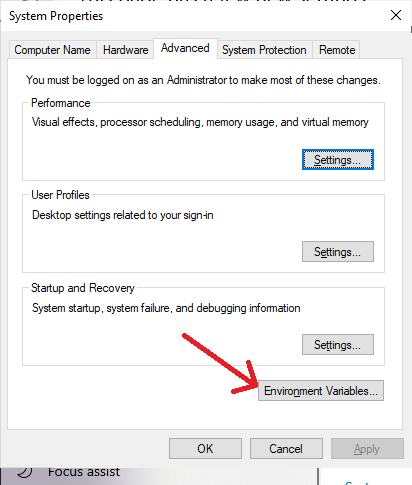 System Properties
Computer Name Hardware Advanced System Protection Remote
You must be logged on as an Administrator to make most of these changes.
Performance
Visual effects, processor scheduling, memory usage, and virtual memory
Settings...
User Profiles
Desktop settings related to your sign-in
Settings...
Startup and Recovery
System startup, system failure, and debugging information
Settings...
Environment Variables...
OK Cancel Apply
Focus assist